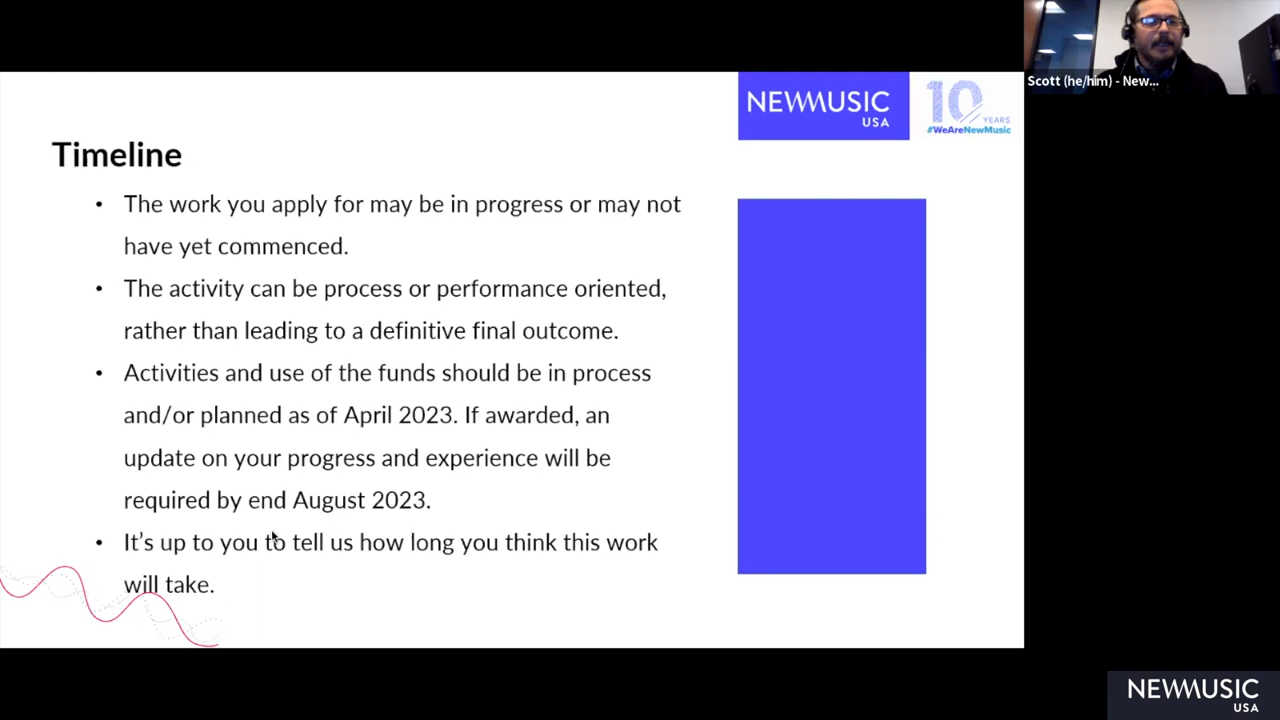 NEWMUSIC
USA
10
YEARS
#WeAreNewMusic
Scott (he/him) - New...
Timeline
• The work you apply for may be in progress or may not
have yet commenced.
• The activity can be process or performance oriented,
rather than leading to a definitive final outcome.
• Activities and use of the funds should be in process
and/or planned as of April 2023. If awarded, an
update on your progress and experience will be
required by end August 2023.
• It’s up to you to tell us how long you think this work
will take.
NEWMUSIC
USA